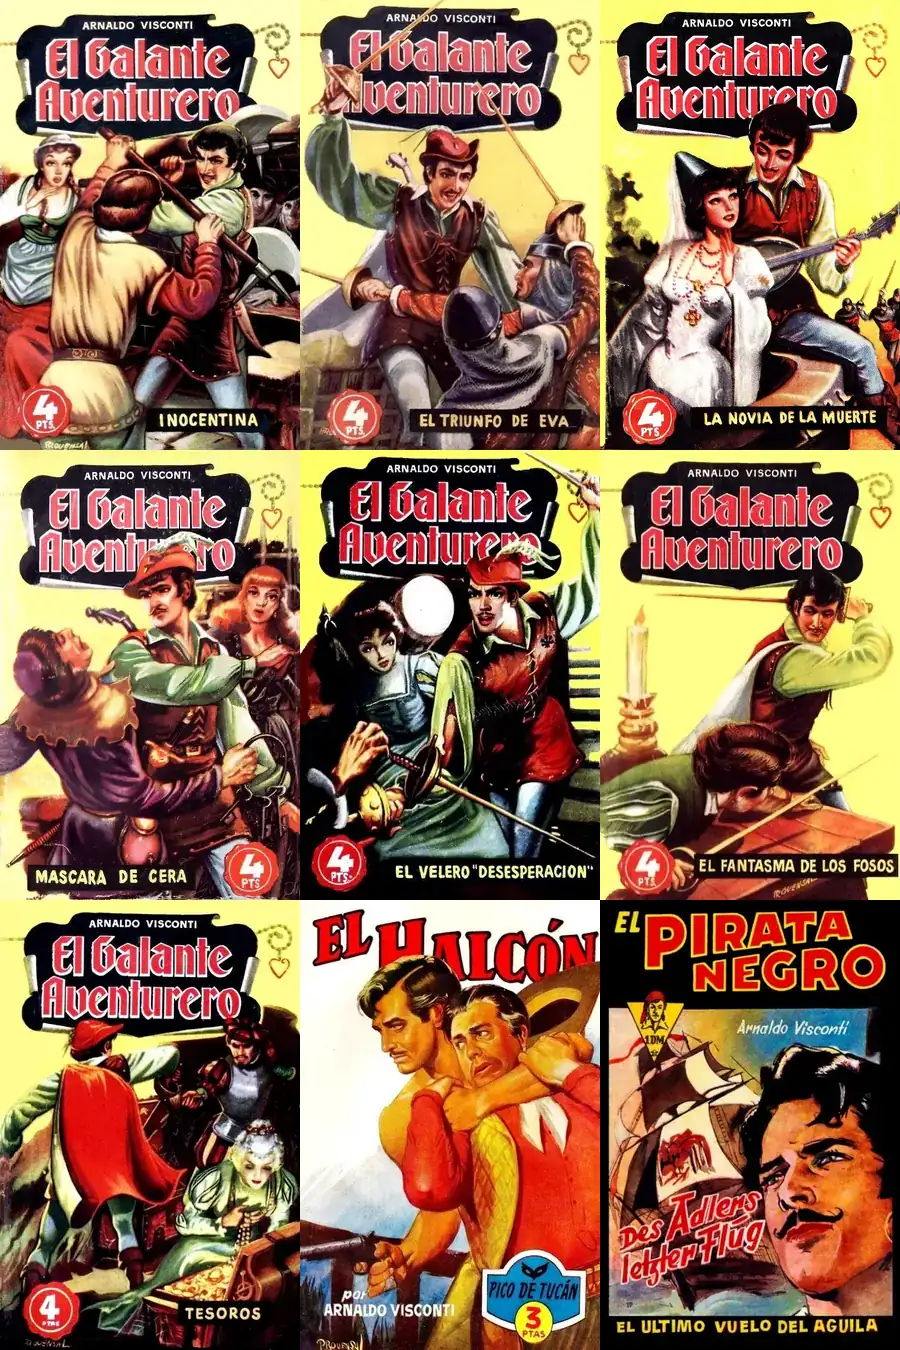 ARNALDO VISCONTI
El Galante
Aventurero
4
PTS.
INOCENTINA
PROVENSAL
ARNALDO VISCONTI
El Galante
Aventurero
4
PTS.
EL TRIUNFO DE EVA
ARNALDO VISCONTI
El Galante
Aventurero
4
PTS.
LA NOVIA DE LA MUERTE
ARNALDO VISCONTI
El Galante
Aventurero
MASCARA DE CERA
4
PTS.
ARNALDO VISCONTI
El Galante
Aventurero
4
PTS.
EL VELERO "DESESPERACION"
ARNALDO VISCONTI
El Galante
Aventurero
4
PTS.
EL FANTASMA DE LOS FOSOS
PROVENSAL
ARNALDO VISCONTI
El Galante
Aventurero
4
PTAS
TESOROS
PROVENSAL
EL HALCÓN
por
ARNALDO VISCONTI
PICO DE TUCÁN
3
PTAS
PROVENSAL
EL PIRATA
NEGRO
1DM
Arnaldo Visconti
Des Adlers
letzter Flug
EL ULTIMO VUELO DEL AGUILA